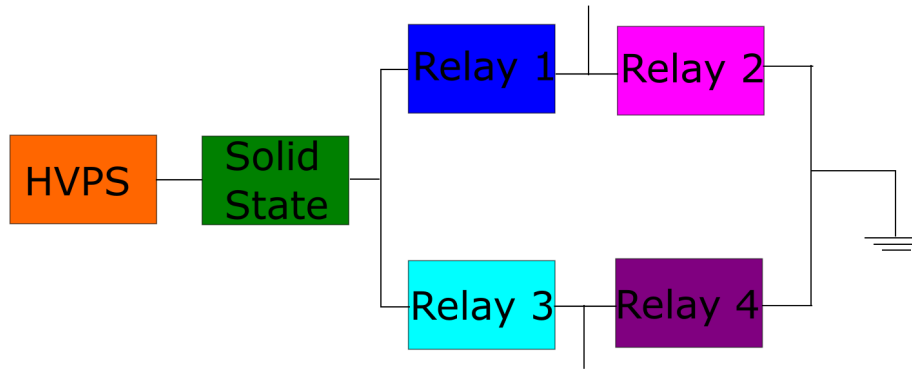 HVPS
Solid
State
Relay 1
Relay 2
Relay 3
Relay 4